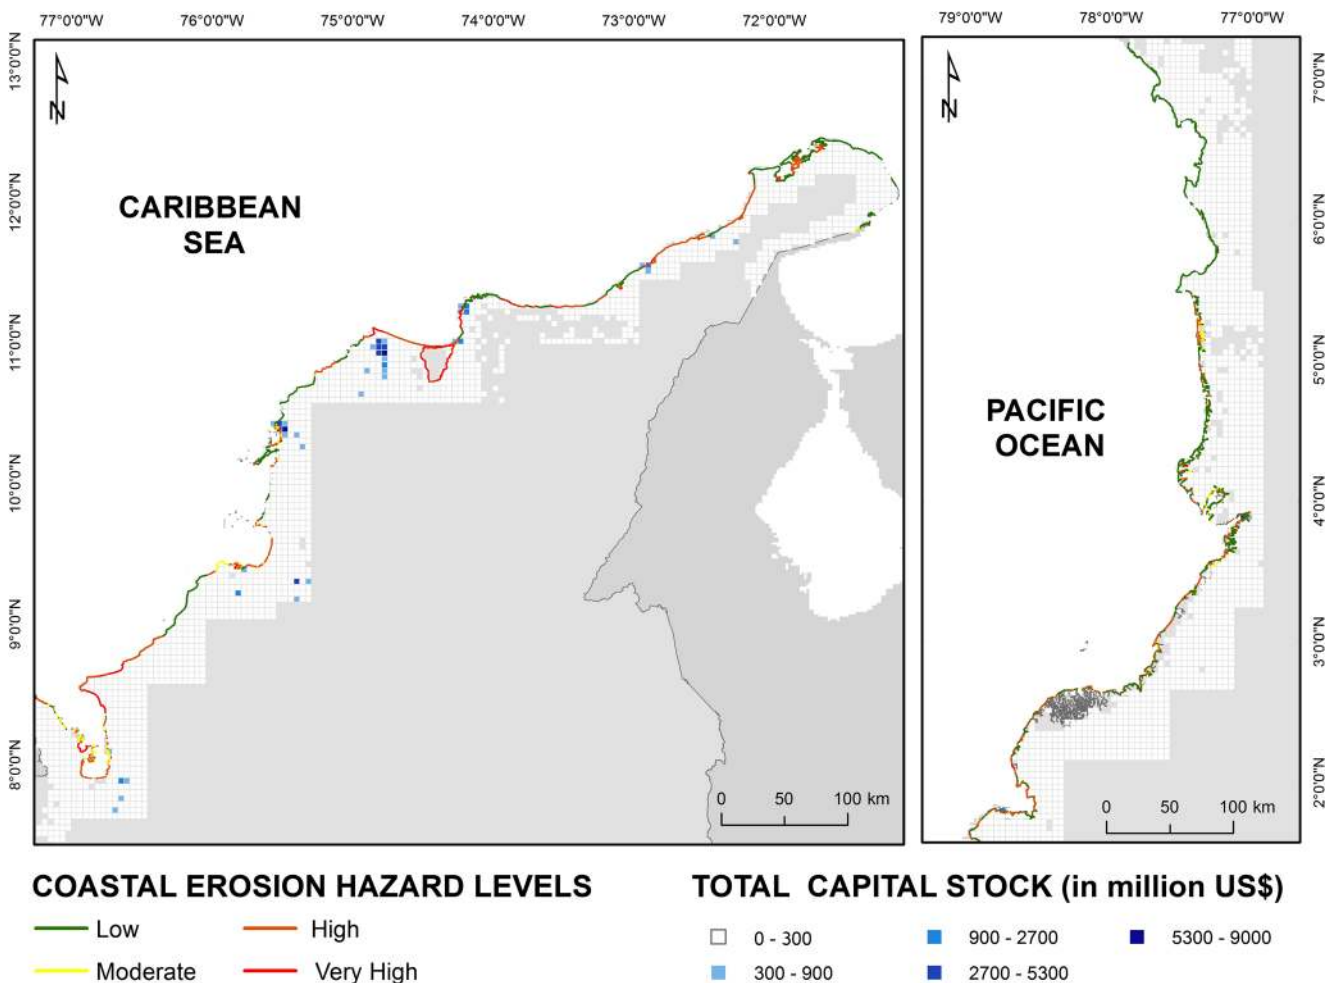 77°0'0"W 76°0'0"W 75°0'0"W 74°0'0"W 73°0'0"W 72°0'0"W
79°0'0"W 78°0'0"W 77°0'0"W
13°0'0"N
12°0'0"N
11°0'0"N
10°0'0"N
9°0'0"N
8°0'0"N
N
CARIBBEAN
SEA
0 50 100 km
N
PACIFIC
OCEAN
0 50 100 km
7°0'0"N
6°0'0"N
5°0'0"N
4°0'0"N
3°0'0"N
2°0'0"N
COASTAL EROSION HAZARD LEVELS
Low
High
Moderate
Very High
TOTAL CAPITAL STOCK (in million US$)
0 - 300
900 - 2700
5300 - 9000
300 - 900
2700 - 5300